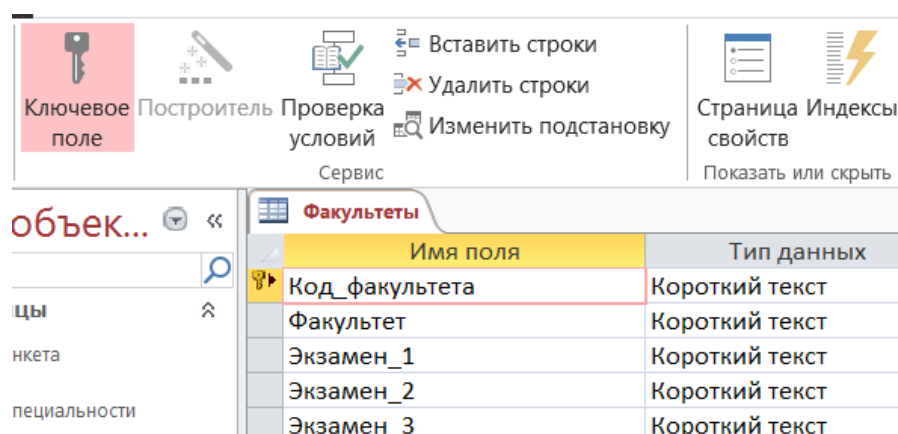 Ключевое поле
Построитель
Проверка условий
Вставить строки
Удалить строки
Изменить подстановку
Страница свойств
Индексы
Сервис
Показать или скрыть
объек...
Факультеты
Имя поля
Тип данных
Код_факультета
Короткий текст
Факультет
Короткий текст
Экзамен_1
Короткий текст
Экзамен_2
Короткий текст
Экзамен_3
Короткий текст
цы
нкета
пециальности